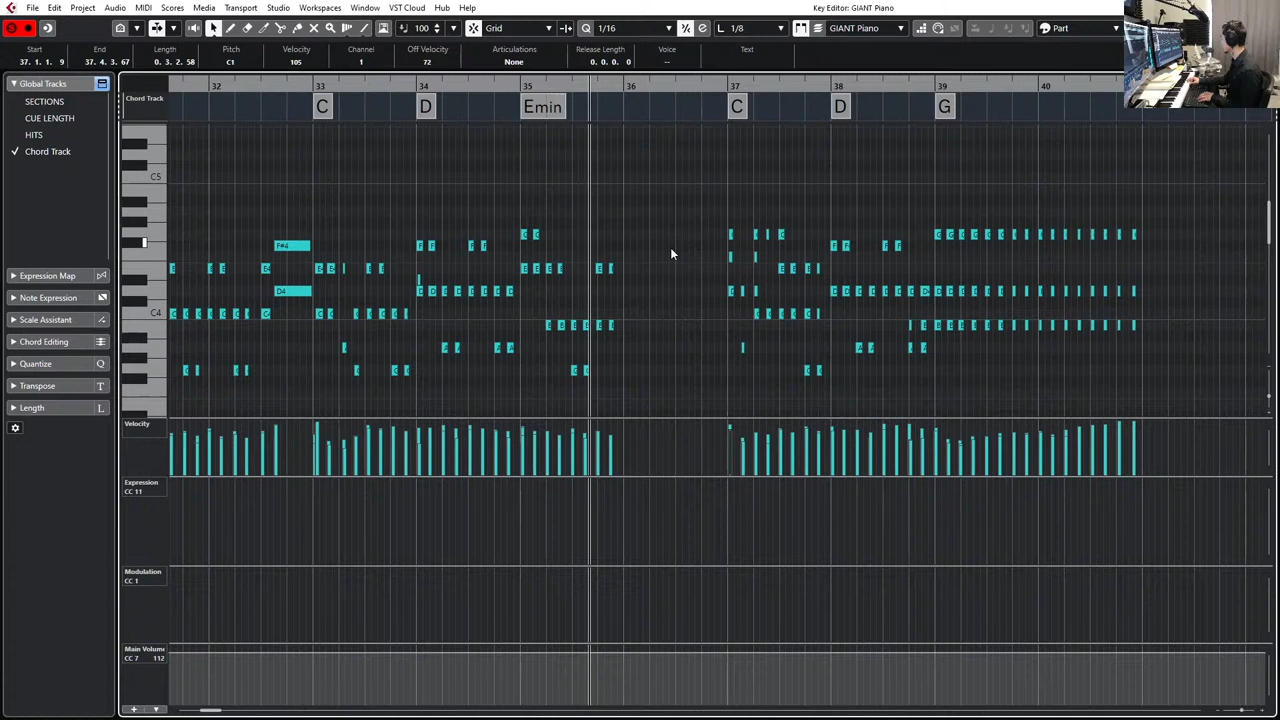 File Edit Project Audio MIDI Scores Media Transport Studio Workspaces Window VST Cloud Hub Help Key Editor: GIANT Piano
100 Grid 1/16 L 1/8 GIANT Piano Part
Start End Length Pitch Velocity Channel Off Velocity Articulations Release Length Voice Text
37. 1. 1. 9 37. 4. 3. 67 0. 3. 2. 58 C1 105 1 72 None 0. 0. 0. 0 --
Global Tracks
SECTIONS
CUE LENGTH
HITS
Chord Track
Expression Map
Note Expression
Scale Assistant
Chord Editing
Quantize Q
Transpose T
Length L
32 33 34 35 36 37 38 39 40
Chord Track C D Emin C D G
C5
C4
F#4
D4
Velocity
Expression
CC 11
Modulation
CC 1
Main Volume
CC 7 112